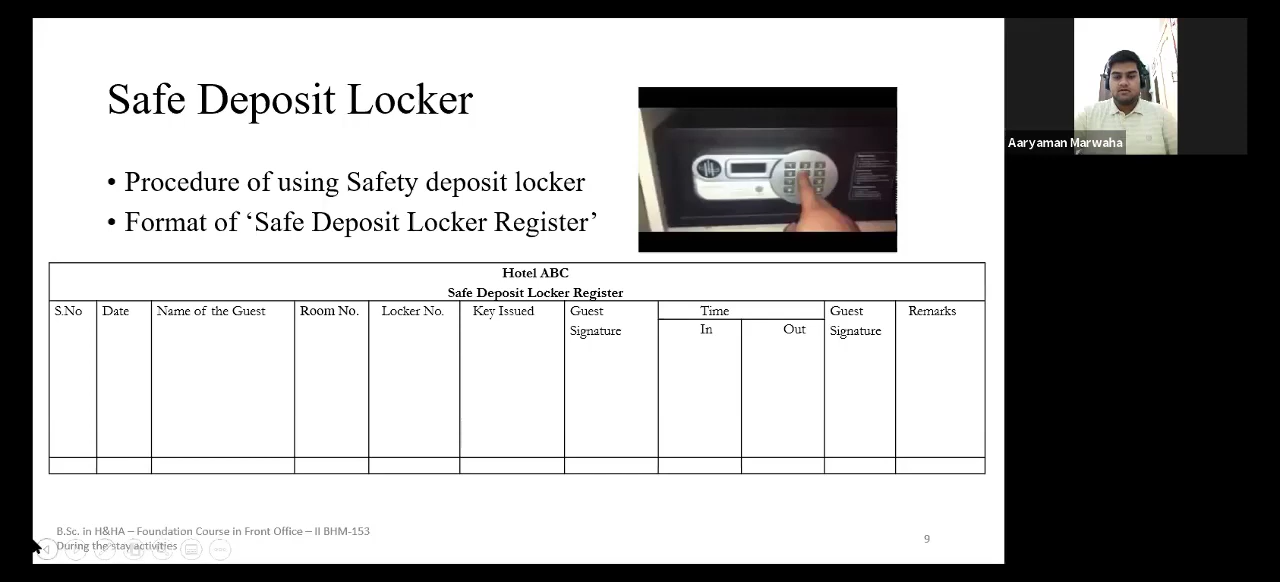 Safe Deposit Locker
• Procedure of using Safety deposit locker
• Format of ‘Safe Deposit Locker Register’
Hotel ABC
Safe Deposit Locker Register
S.No Date Name of the Guest Room No. Locker No. Key Issued Guest Signature Time In Out Guest Signature Remarks
B.Sc. in H&HA – Foundation Course in Front Office – II BHM-153
During the stay activities
9
Aaryaman Marwaha